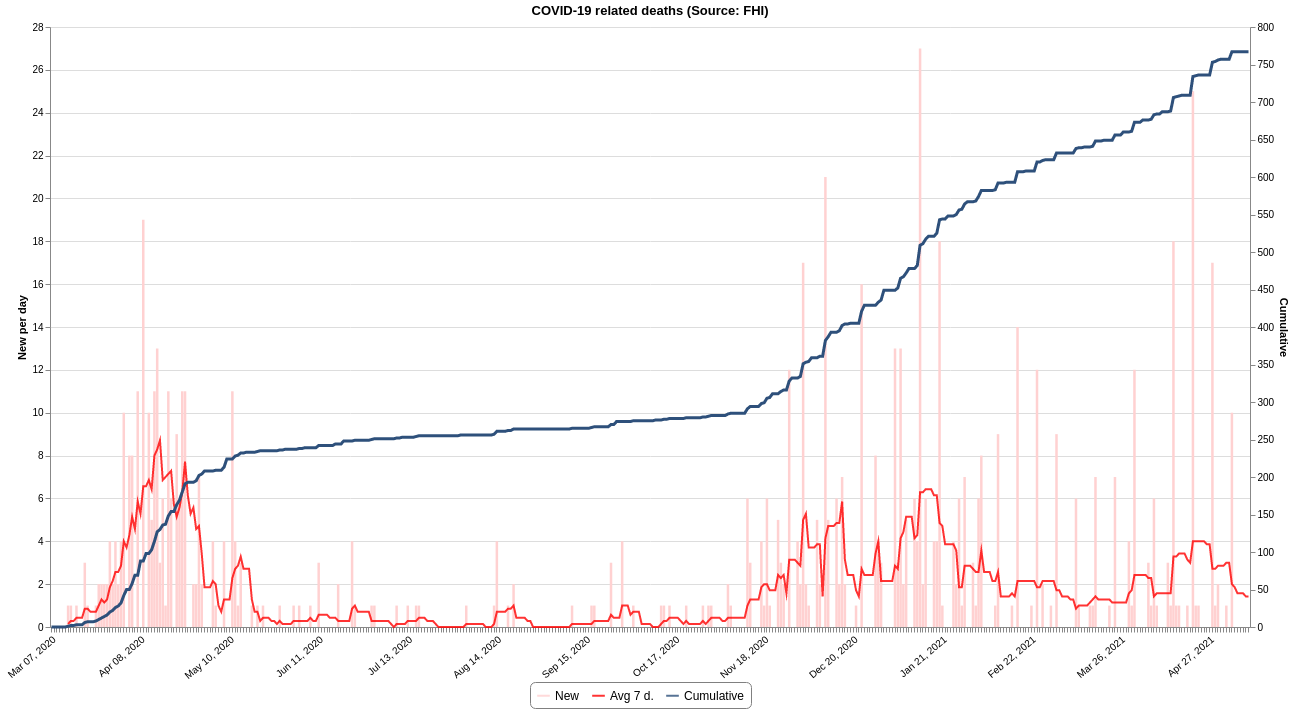 COVID-19 related deaths (Source: FHI)
28
26
24
22
20
18
16
14
12
10
8
6
4
2
0
New per day
800
750
700
650
600
550
500
450
400
350
300
250
200
150
100
50
0
Cumulative
Mar 07, 2020
Apr 08, 2020
May 10, 2020
Jun 11, 2020
Jul 13, 2020
Aug 14, 2020
Sep 15, 2020
Oct 17, 2020
Nov 18, 2020
Dec 20, 2020
Jan 21, 2021
Feb 22, 2021
Mar 26, 2021
Apr 27, 2021
New Avg 7 d. Cumulative